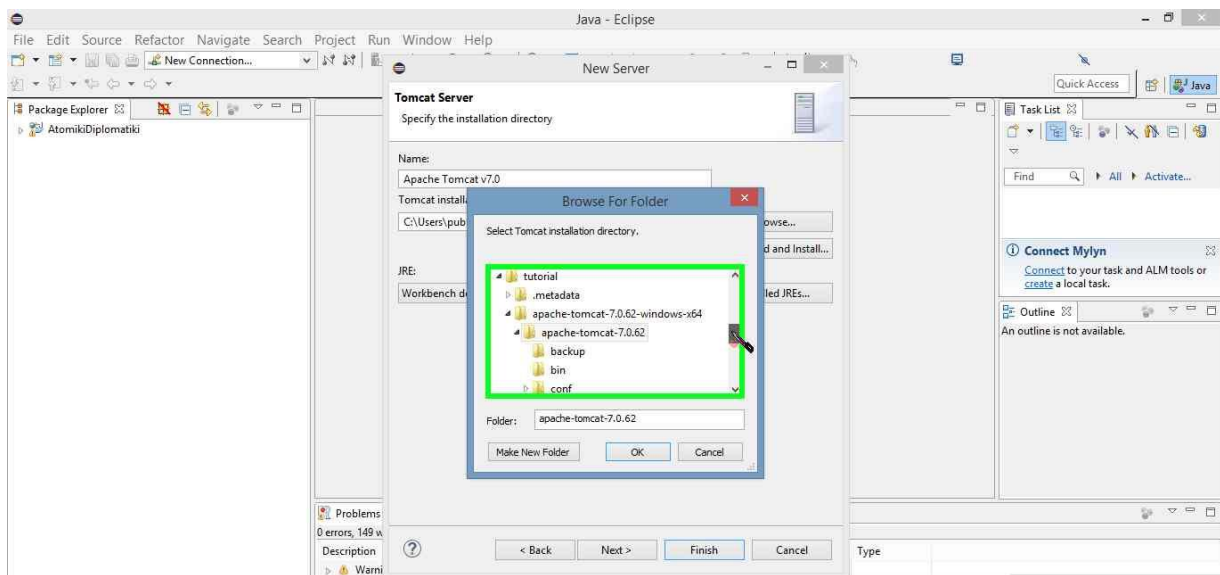 Java - Eclipse
File Edit Source Refactor Navigate Search Project Run Window Help
New Connection...
Quick Access
Java
Package Explorer
AtomikiDiplomatiki
New Server
Tomcat Server
Specify the installation directory
Name:
Apache Tomcat v7.0
Tomcat install
C:\Users\pub
owse...
d and Install...
JRE:
Workbench de
led JREs...
Browse For Folder
Select Tomcat installation directory.
tutorial
.metadata
apache-tomcat-7.0.62-windows-x64
apache-tomcat-7.0.62
backup
bin
conf
Folder: apache-tomcat-7.0.62
Make New Folder OK Cancel
< Back Next > Finish Cancel
Task List
Find All Activate...
Connect Mylyn
Connect to your task and ALM tools or
create a local task.
Outline
An outline is not available.
Problems
0 errors, 149 w
Description Type
Warni